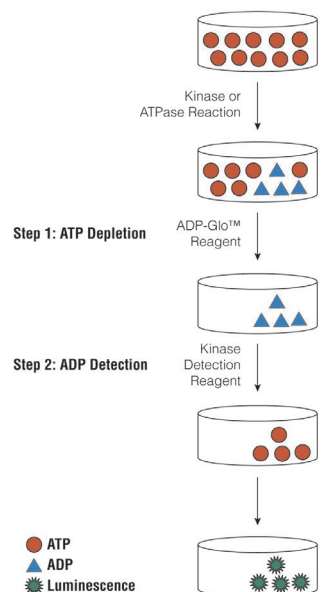 Kinase or
ATPase Reaction
Step 1: ATP Depletion
ADP-Glo™
Reagent
Step 2: ADP Detection
Kinase
Detection
Reagent
ATP
ADP
Luminescence